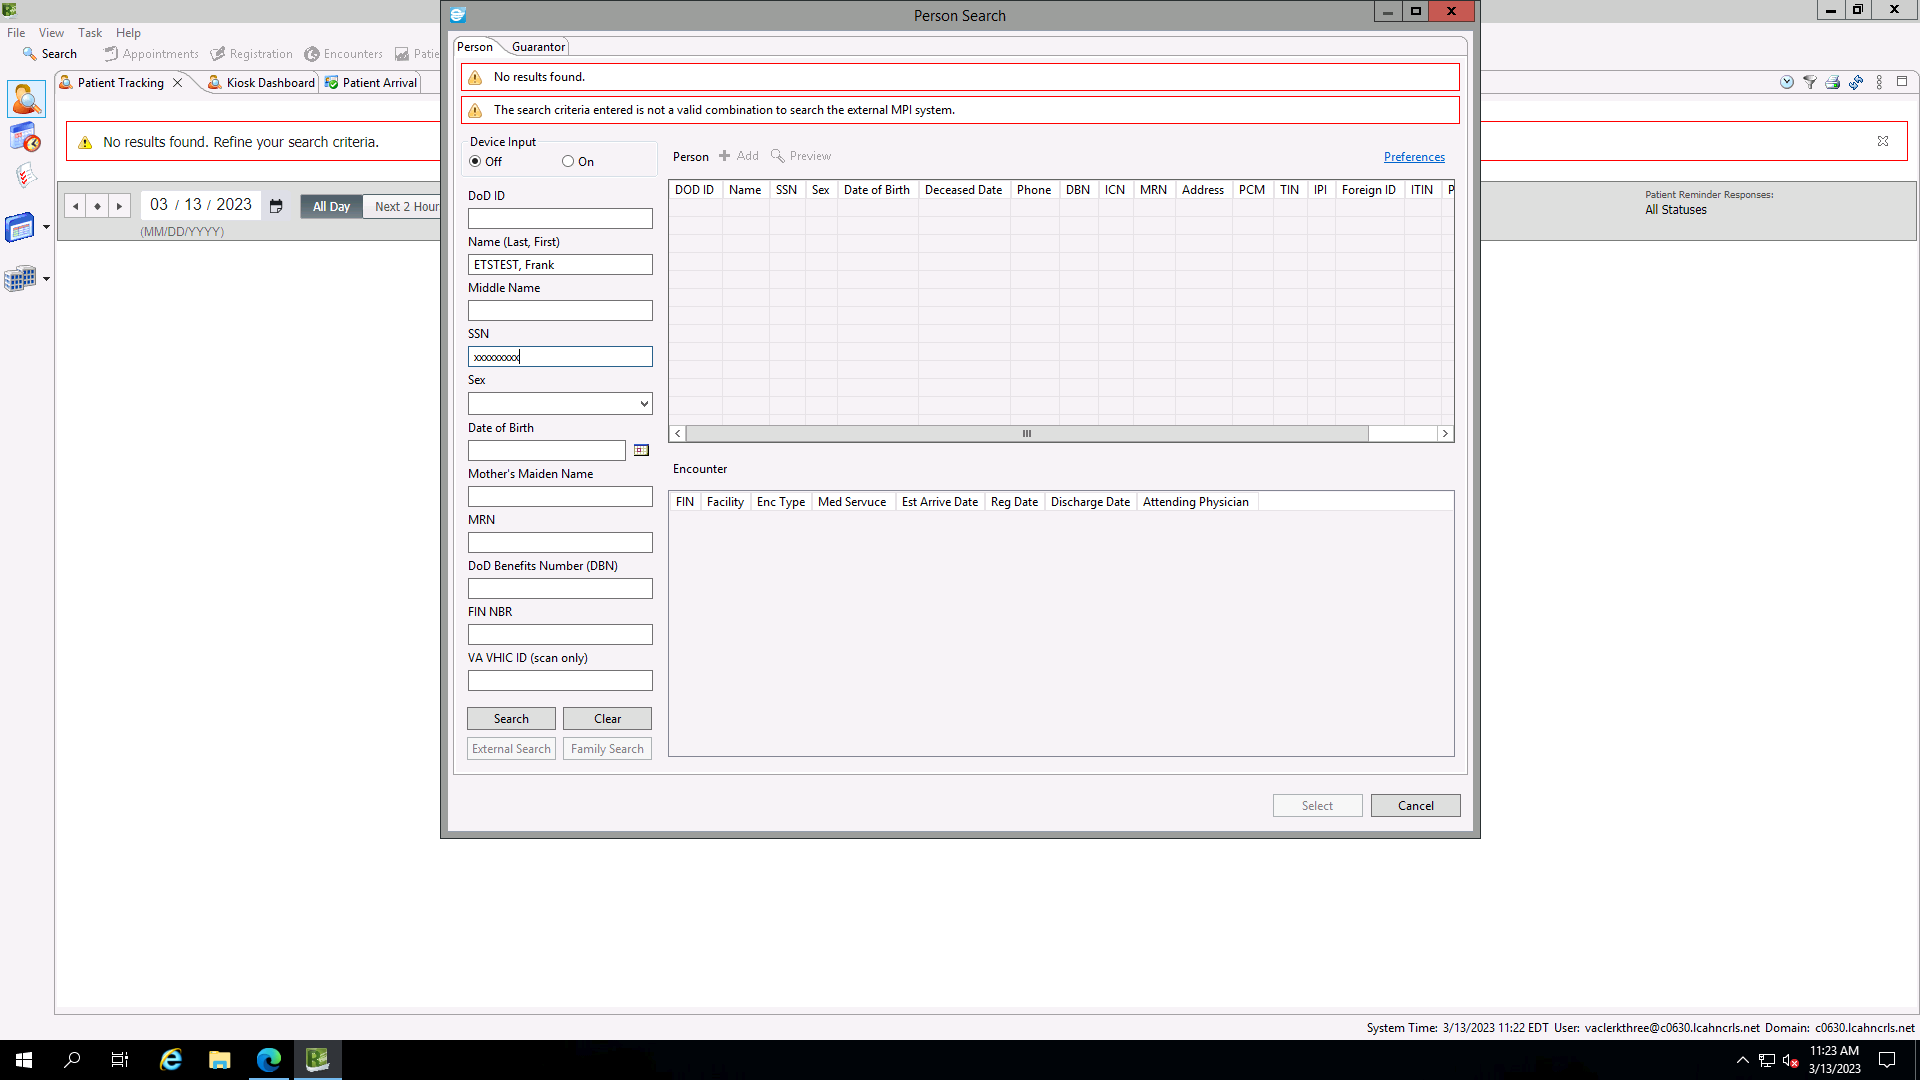 Person Search
File View Task Help
Search Appointments Registration Encounters Patie
Patient Tracking Kiosk Dashboard Patient Arrival
No results found. Refine your search criteria.
03 / 13 / 2023 All Day Next 2 Hour
(MM/DD/YYYY)
Person Guarantor
No results found.
The search criteria entered is not a valid combination to search the external MPI system.
Device Input
Off On
DoD ID
Name (Last, First)
ETSTEST, Frank
Middle Name
SSN
xxxxxxxxx
Sex
Date of Birth
Mother's Maiden Name
MRN
DoD Benefits Number (DBN)
FIN NBR
VA VHIC ID (scan only)
Search Clear
External Search Family Search
Person Add Preview Preferences
DOD ID Name SSN Sex Date of Birth Deceased Date Phone DBN ICN MRN Address PCM TIN IPI Foreign ID ITIN P
Encounter
FIN Facility Enc Type Med Servuce Est Arrive Date Reg Date Discharge Date Attending Physician
Select Cancel
Patient Reminder Responses:
All Statuses
System Time: 3/13/2023 11:22 EDT User: vaclerkthree@c0630.lcahncrls.net Domain: c0630.lcahncrls.net
11:23 AM
3/13/2023